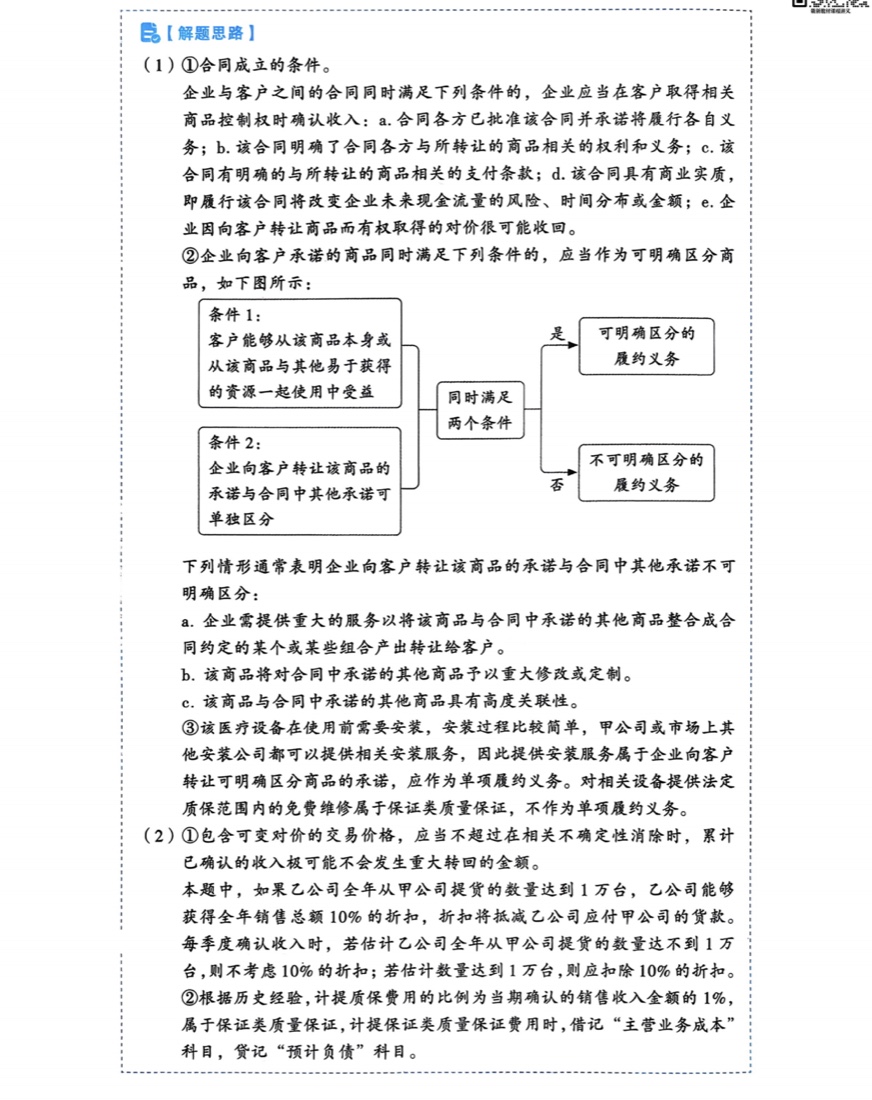 【解题思路】
(1)①合同成立的条件。
企业与客户之间的合同同时满足下列条件的，企业应当在客户取得相关
商品控制权时确认收入：a. 合同各方已批准该合同并承诺将履行各自义
务；b. 该合同明确了合同各方与所转让的商品相关的权利和义务；c. 该
合同有明确的与所转让的商品相关的支付条款；d. 该合同具有商业实质，
即履行该合同将改变企业未来现金流量的风险、时间分布或金额；e. 企
业因向客户转让商品而有权取得的对价很可能收回。
②企业向客户承诺的商品同时满足下列条件的，应当作为可明确区分商
品，如下图所示：
条件 1：
客户能够从该商品本身或
从该商品与其他易于获得
的资源一起使用中受益
条件 2：
企业向客户转让该商品的
承诺与合同中其他承诺可
单独区分
同时满足
两个条件
是
可明确区分的
履约义务
否
不可明确区分的
履约义务
下列情形通常表明企业向客户转让该商品的承诺与合同中其他承诺不可
明确区分：
a. 企业需提供重大的服务以将该商品与合同中承诺的其他商品整合成合
同约定的某个或某些组合产出转让给客户。
b. 该商品将对合同中承诺的其他商品予以重大修改或定制。
c. 该商品与合同中承诺的其他商品具有高度关联性。
③该医疗设备在使用前需要安装，安装过程比较简单，甲公司或市场上其
他安装公司都可以提供相关安装服务，因此提供安装服务属于企业向客户
转让可明确区分商品的承诺，应作为单项履约义务。对相关设备提供法定
质保范围内的免费维修属于保证类质量保证，不作为单项履约义务。
(2)①包含可变对价的交易价格，应当不超过在相关不确定性消除时，累计
已确认的收入极可能不会发生重大转回的金额。
本题中，如果乙公司全年从甲公司提货的数量达到 1 万台，乙公司能够
获得全年销售总额 10% 的折扣，折扣将抵减乙公司应付甲公司的货款。
每季度确认收入时，若估计乙公司全年从甲公司提货的数量达不到 1 万
台，则不考虑 10% 的折扣；若估计数量达到 1 万台，则应扣除 10% 的折扣。
②根据历史经验，计提质保费用的比例为当期确认的销售收入金额的 1%，
属于保证类质量保证，计提保证类质量保证费用时，借记“主营业务成本”
科目，贷记“预计负债”科目。